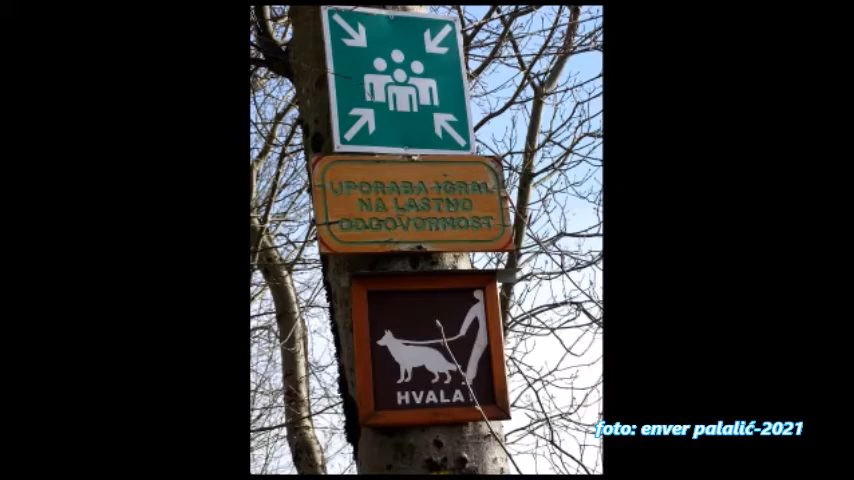 UPORABA IGRAL
NA LASTNO
ODGOVORNOST
HVALA!
foto: enver palalić-2021